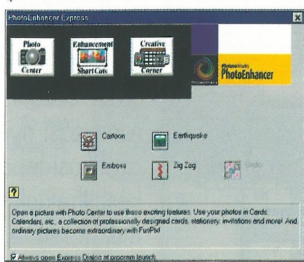 PhotoEnhancer Express
Photo Center
Enhancement ShortCuts
Creative Corner
PhotoEnhancer
Cartoon
Earthquake
Emboss
Zig Zag
Undo
Open a picture with Photo Center to use these exciting features. Use your photos in Cards,
Calendars, etc., a collection of professionally designed cards, stationery, invitations and more! And
ordinary pictures become extraordinary with FunPix!
Always open Express Dialog at program launch.